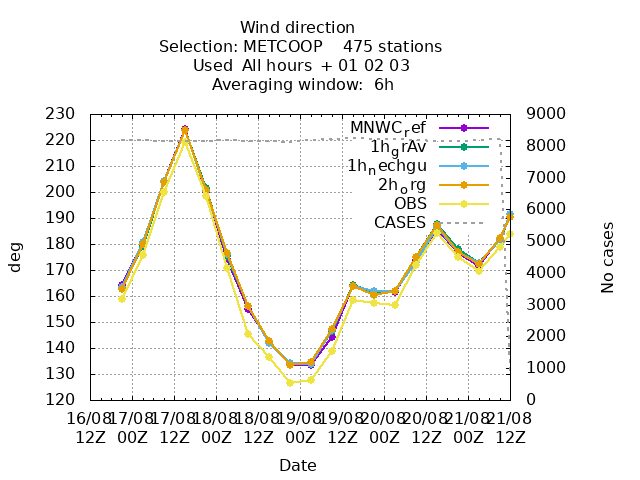 Wind direction
Selection: METCOOP    475 stations
Used  All hours  + 01 02 03
Averaging window:  6h
MNWC_ref
1h_grAv
1h_nechgu
2h_org
OBS
CASES
deg
230
220
210
200
190
180
170
160
150
140
130
120
No cases
9000
8000
7000
6000
5000
4000
3000
2000
1000
0
16/08 17/08 17/08 18/08 18/08 19/08 19/08 20/08 20/08 21/08 21/08
12Z 00Z 12Z 00Z 12Z 00Z 12Z 00Z 12Z 00Z 12Z
Date